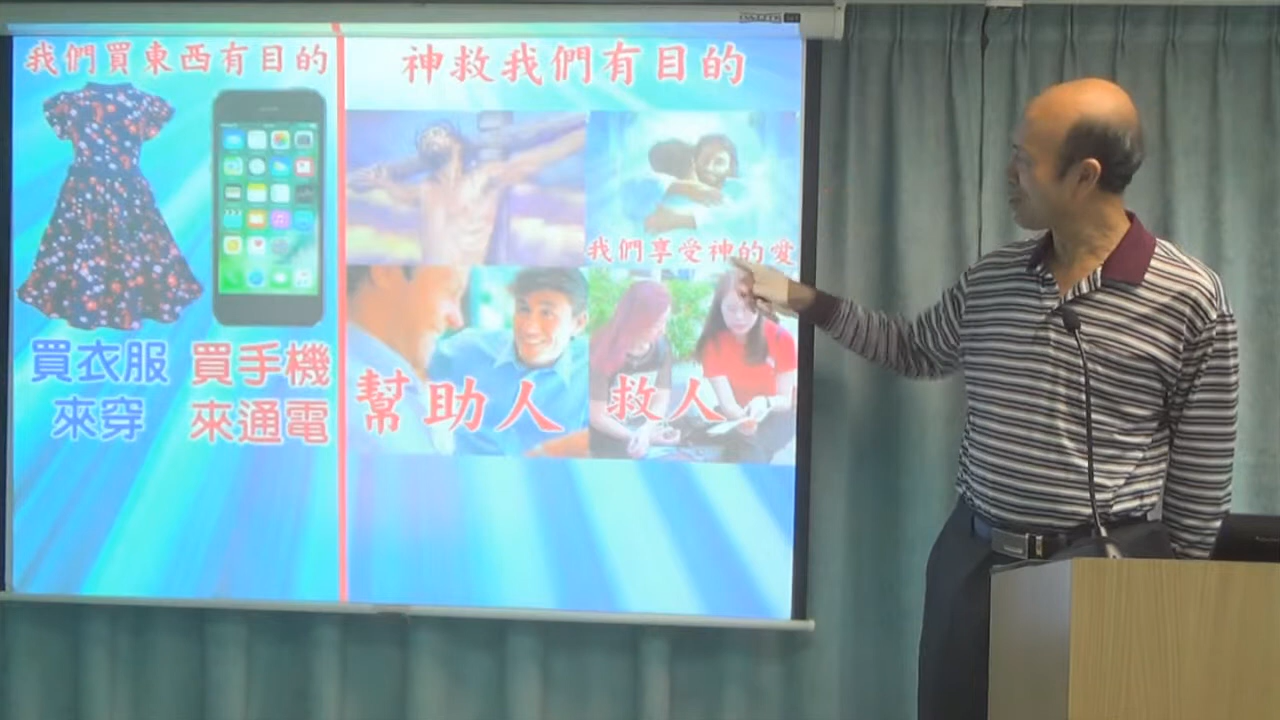 我們買東西有目的
買衣服
來穿
買手機
來通電
神救我們有目的
我們享受神的愛
幫助人
救人